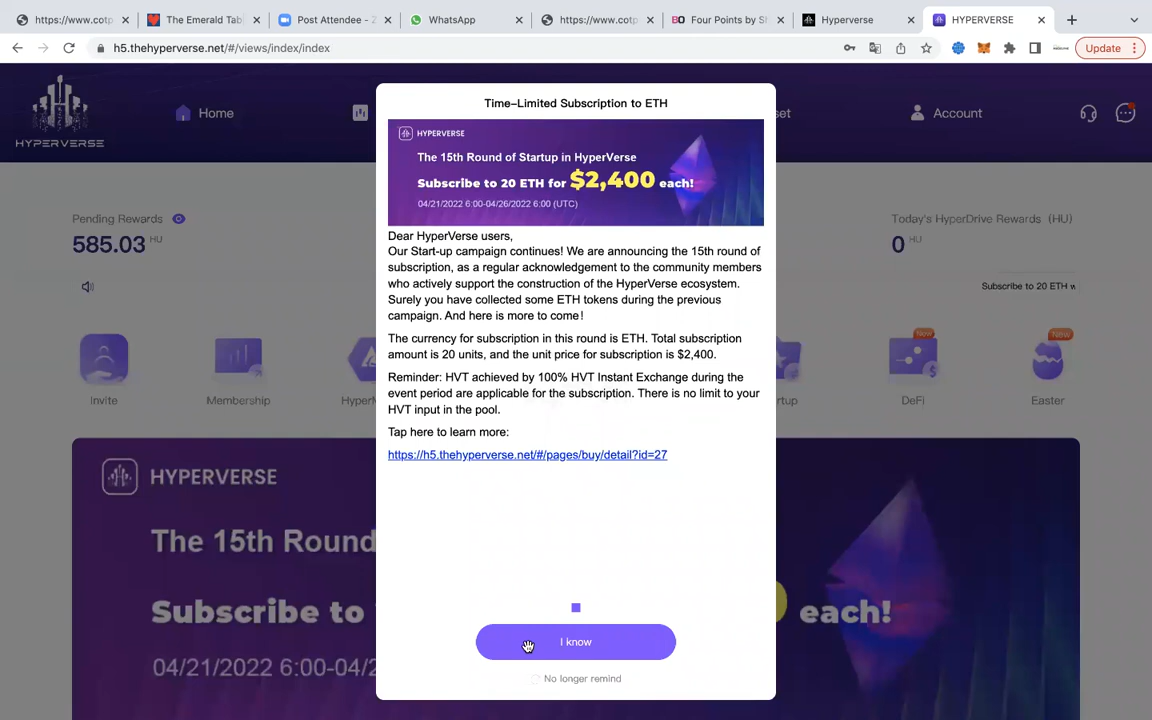 https://www.cotp
The Emerald Tab
Post Attendee - Z
WhatsApp
https://www.cotp
Four Points by S
Hyperverse
HYPERVERSE
h5.thehyperverse.net/#/views/index/index
Update
HYPERVERSE
Home
set
Account
Pending Rewards
585.03 HU
Today's HyperDrive Rewards (HU)
0 HU
Subscribe to 20 ETH w
Invite
Membership
HyperM
rtup
New
DeFi
New
Easter
HYPERVERSE
The 15th Round
Subscribe to
each!
04/21/2022 6:00-04/2
Time-Limited Subscription to ETH
HYPERVERSE
The 15th Round of Startup in HyperVerse
Subscribe to 20 ETH for $2,400 each!
04/21/2022 6:00-04/26/2022 6:00 (UTC)
Dear HyperVerse users,
Our Start-up campaign continues! We are announcing the 15th round of
subscription, as a regular acknowledgement to the community members
who actively support the construction of the HyperVerse ecosystem.
Surely you have collected some ETH tokens during the previous
campaign. And here is more to come!
The currency for subscription in this round is ETH. Total subscription
amount is 20 units, and the unit price for subscription is $2,400.
Reminder: HVT achieved by 100% HVT Instant Exchange during the
event period are applicable for the subscription. There is no limit to your
HVT input in the pool.
Tap here to learn more:
https://h5.thehyperverse.net/#/pages/buy/detail?id=27
I know
No longer remind